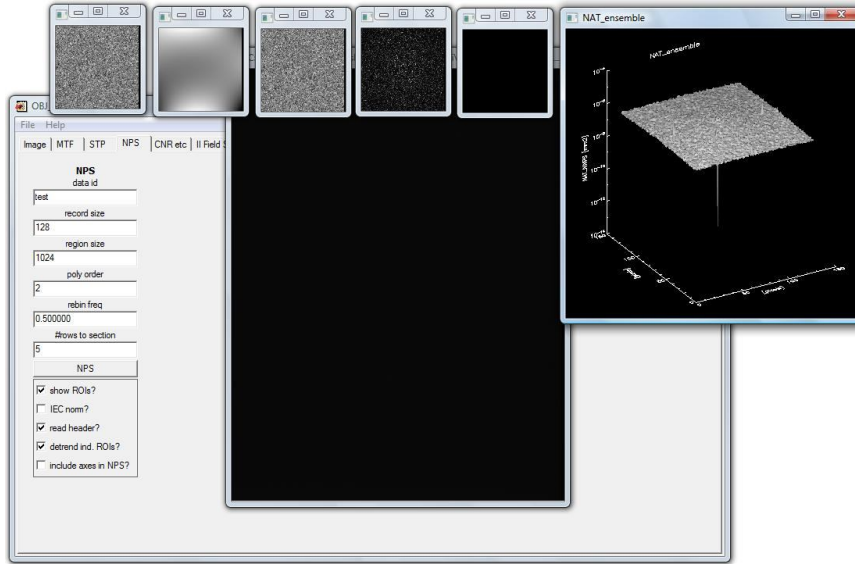 NAT_ensemble
NAT_ensemble
OBJ
File Help
Image MTF STP NPS CNR etc II Field
NPS
data id
test
record size
128
region size
1024
poly order
2
rebin freq
0.500000
#rows to section
5
NPS
show ROIs?
IEC norm?
read header?
detrend ind. ROIs?
include axes in NPS?